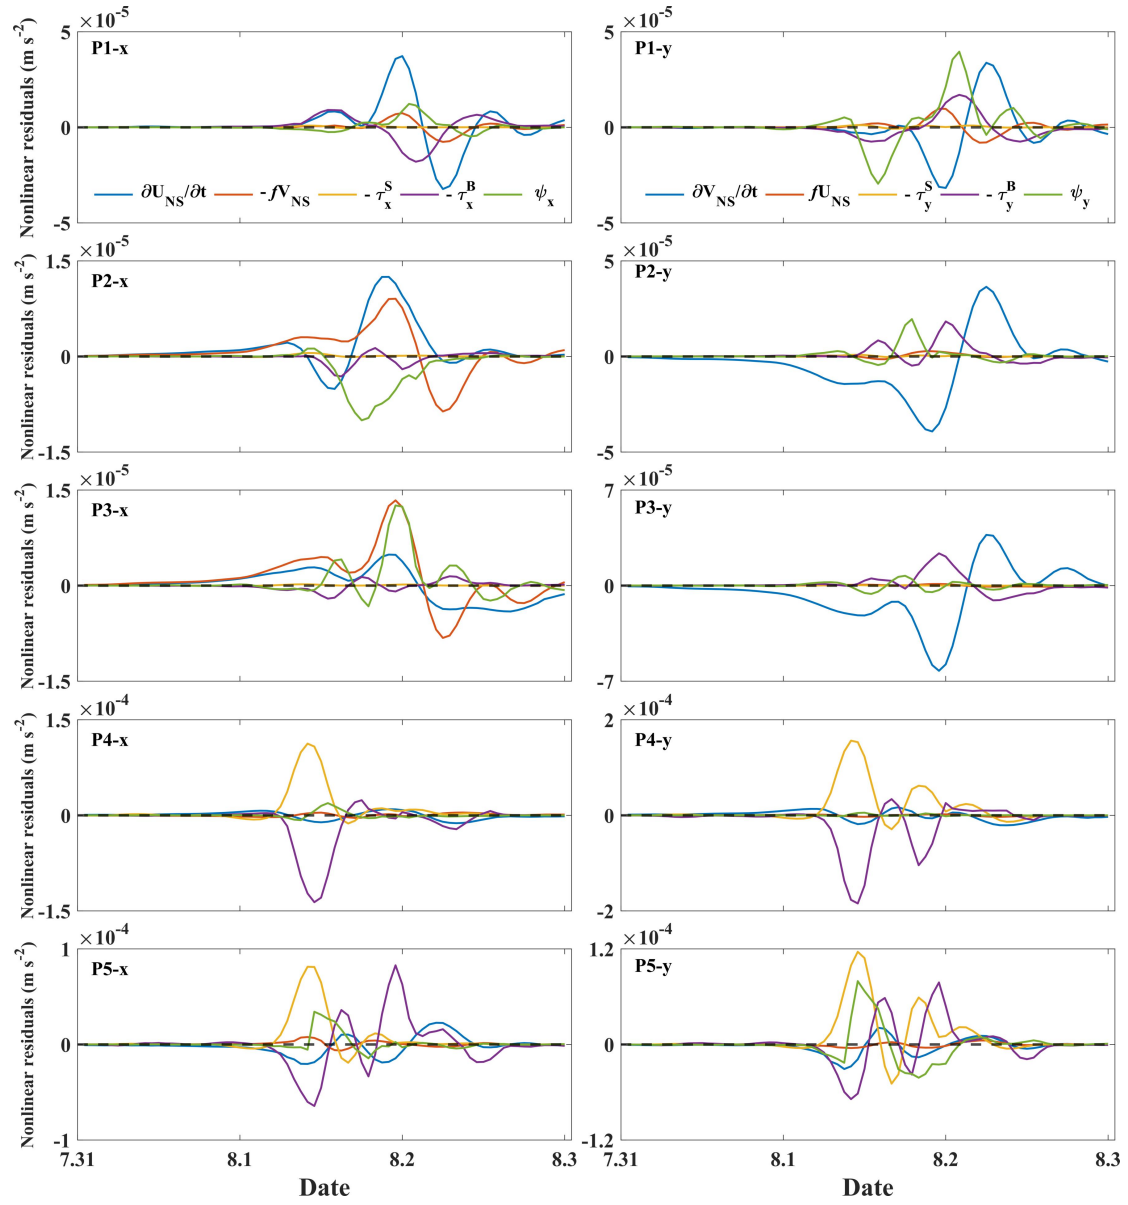 ×10⁻⁵
5
P1-x
0
-5
∂U_NS/∂t
- fV_NS
- τ_x^S
- τ_x^B
ψ_x
Nonlinear residuals (m s⁻²)
×10⁻⁵
5
P1-y
0
-5
∂V_NS/∂t
fU_NS
- τ_y^S
- τ_y^B
ψ_y
×10⁻⁵
1.5
P2-x
0
-1.5
Nonlinear residuals (m s⁻²)
×10⁻⁵
5
P2-y
0
-5
×10⁻⁵
1.5
P3-x
0
-1.5
Nonlinear residuals (m s⁻²)
×10⁻⁵
7
P3-y
0
-7
×10⁻⁴
1.5
P4-x
0
-1.5
Nonlinear residuals (m s⁻²)
×10⁻⁴
2
P4-y
0
-2
×10⁻⁴
1
P5-x
0
-1
Nonlinear residuals (m s⁻²)
7.31 8.1 8.2 8.3
Date
×10⁻⁴
1.2
P5-y
0
-1.2
7.31 8.1 8.2 8.3
Date